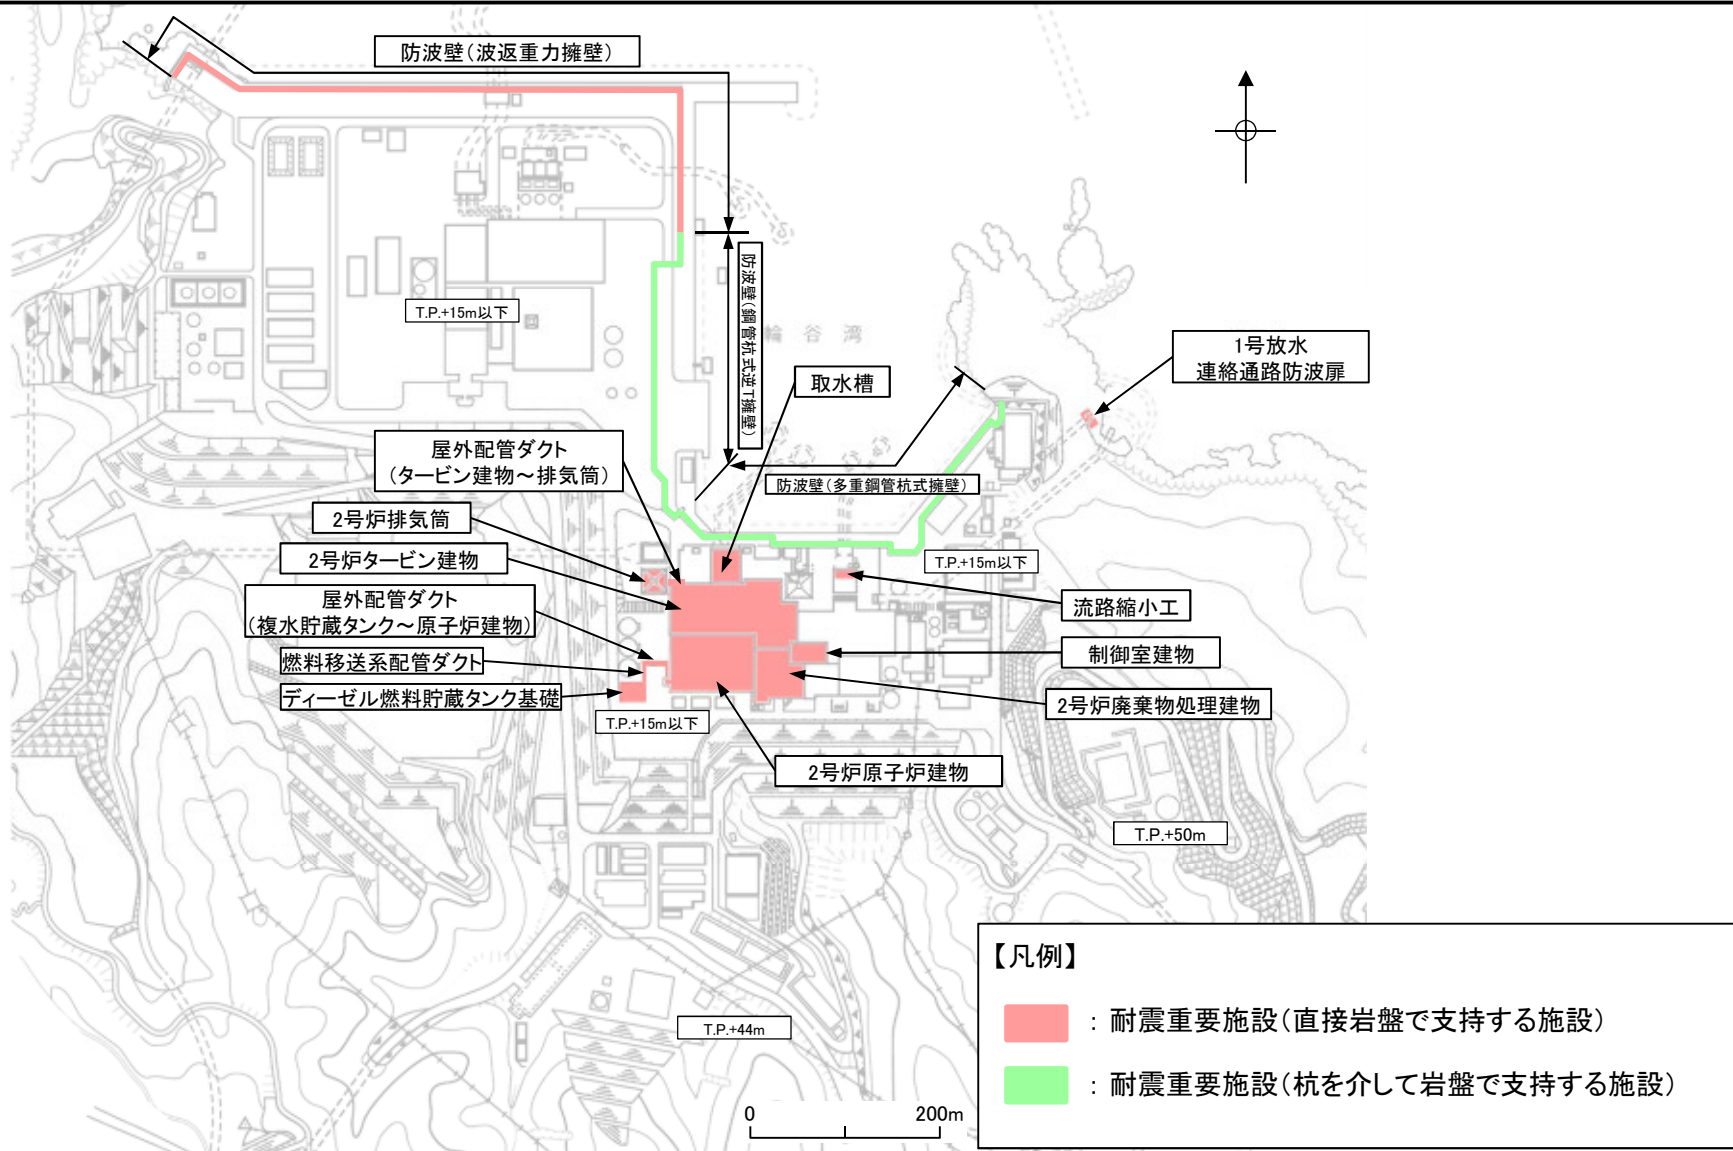 防波壁（波返重力擁壁）
防波壁（鋼管杭式逆T擁壁）
T.P.+15m以下
輪谷湾
1号放水
連絡通路防波扉
取水槽
屋外配管ダクト
（タービン建物～排気筒）
防波壁（多重鋼管杭式擁壁）
2号炉排気筒
2号炉タービン建物
T.P.+15m以下
屋外配管ダクト
（複水貯蔵タンク～原子炉建物）
流路縮小工
燃料移送系配管ダクト
制御室建物
ディーゼル燃料貯蔵タンク基礎
2号炉廃棄物処理建物
T.P.+15m以下
2号炉原子炉建物
T.P.+50m
T.P.+44m
【凡例】
：耐震重要施設（直接岩盤で支持する施設）
：耐震重要施設（杭を介して岩盤で支持する施設）
0 200m